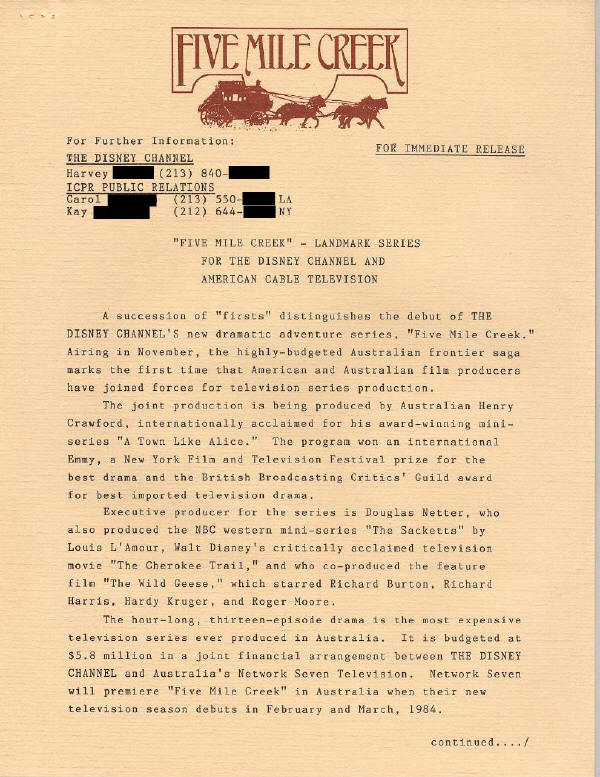 FIVE MILE CREEK
For Further Information:
FOR IMMEDIATE RELEASE
THE DISNEY CHANNEL
Harvey (213) 840-
ICPR PUBLIC RELATIONS
Carol (213) 550- LA
Kay (212) 644- NY
"FIVE MILE CREEK" - LANDMARK SERIES
FOR THE DISNEY CHANNEL AND
AMERICAN CABLE TELEVISION
A succession of "firsts" distinguishes the debut of THE
DISNEY CHANNEL'S new dramatic adventure series, "Five Mile Creek."
Airing in November, the highly-budgeted Australian frontier saga
marks the first time that American and Australian film producers
have joined forces for television series production.
The joint production is being produced by Australian Henry
Crawford, internationally acclaimed for his award-winning mini-
series "A Town Like Alice." The program won an international
Emmy, a New York Film and Television Festival prize for the
best drama and the British Broadcasting Critics' Guild award
for best imported television drama.
Executive producer for the series is Douglas Netter, who
also produced the NBC western mini-series "The Sacketts" by
Louis L'Amour, Walt Disney's critically acclaimed television
movie "The Cherokee Trail," and who co-produced the feature
film "The Wild Geese," which starred Richard Burton, Richard
Harris, Hardy Kruger, and Roger Moore.
The hour-long, thirteen-episode drama is the most expensive
television series ever produced in Australia. It is budgeted at
$5.8 million in a joint financial arrangement between THE DISNEY
CHANNEL and Australia's Network Seven Television. Network Seven
will premiere "Five Mile Creek" in Australia when their new
television season debuts in February and March, 1984.
continued..../